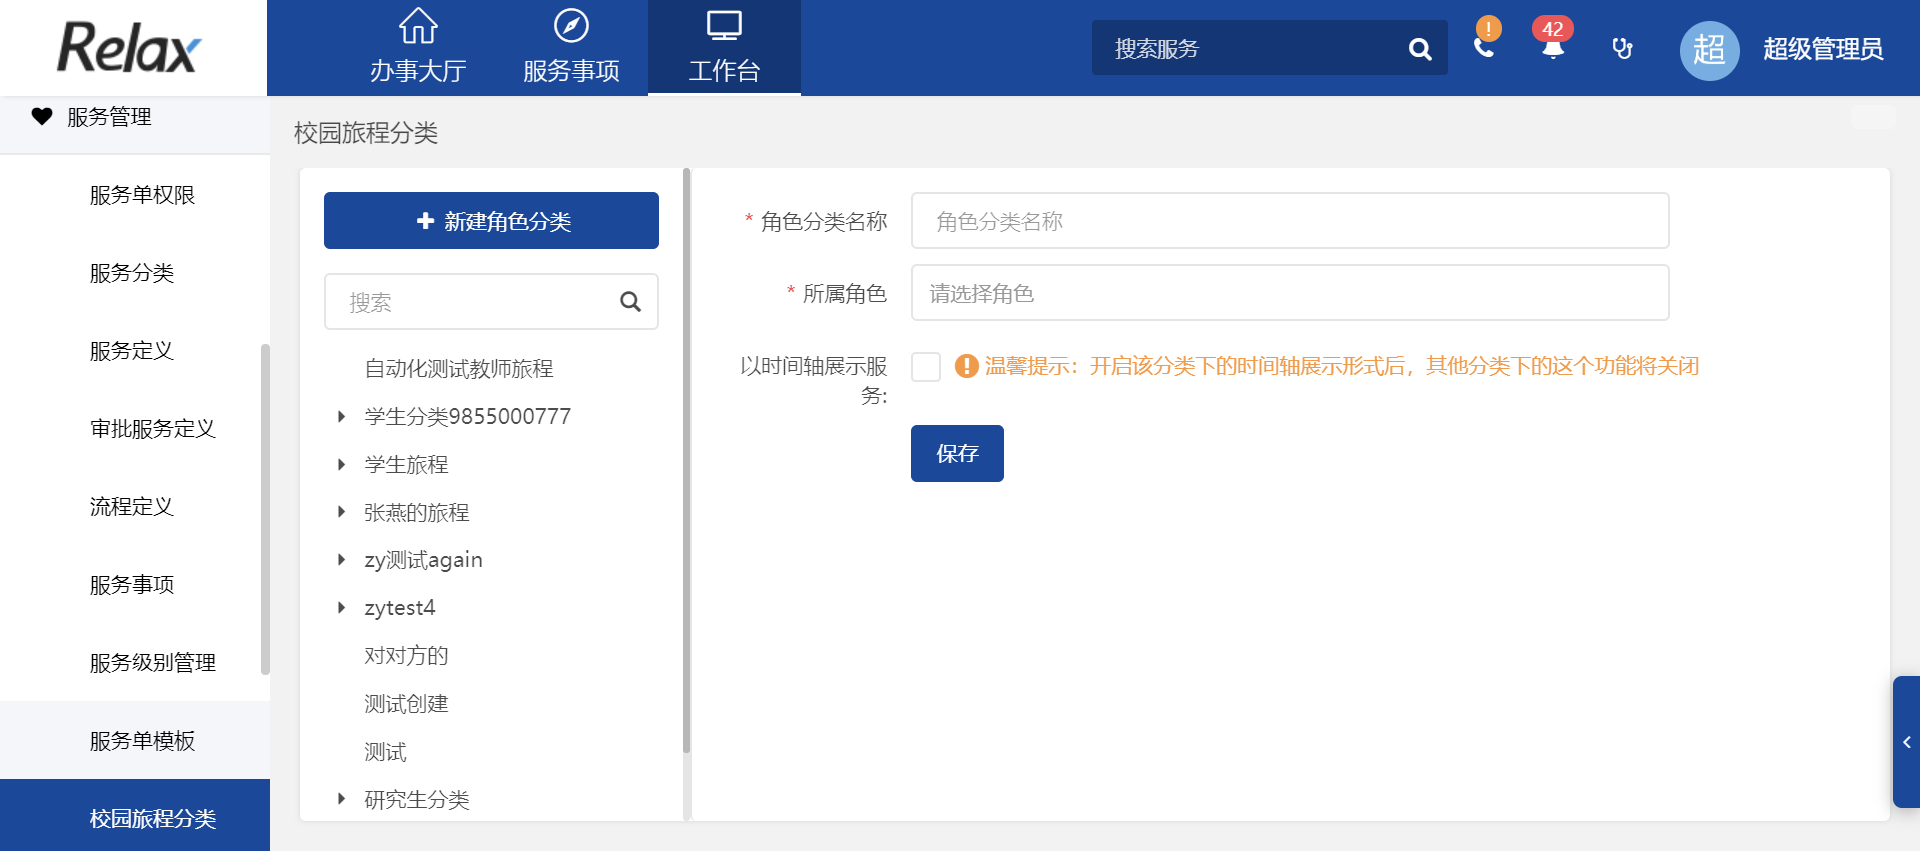 Relax
办事大厅
服务事项
工作台
搜索服务
!
42
超
超级管理员
服务管理
服务单权限
服务分类
服务定义
审批服务定义
流程定义
服务事项
服务级别管理
服务单模板
校园旅程分类
校园旅程分类
新建角色分类
搜索
自动化测试教师旅程
学生分类9855000777
学生旅程
张燕的旅程
zy测试again
zytest4
对对方的
测试创建
测试
研究生分类
* 角色分类名称
角色分类名称
* 所属角色
请选择角色
以时间轴展示服
务:
温馨提示：开启该分类下的时间轴展示形式后，其他分类下的这个功能将关闭
保存